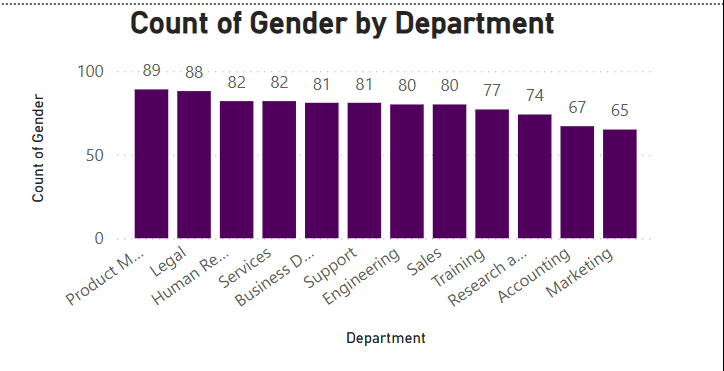 Count of Gender by Department
Count of Gender
100
50
0
89
88
82
82
81
81
80
80
77
74
67
65
Product M...
Legal
Human Re...
Services
Business D...
Support
Engineering
Sales
Training
Research a...
Accounting
Marketing
Department